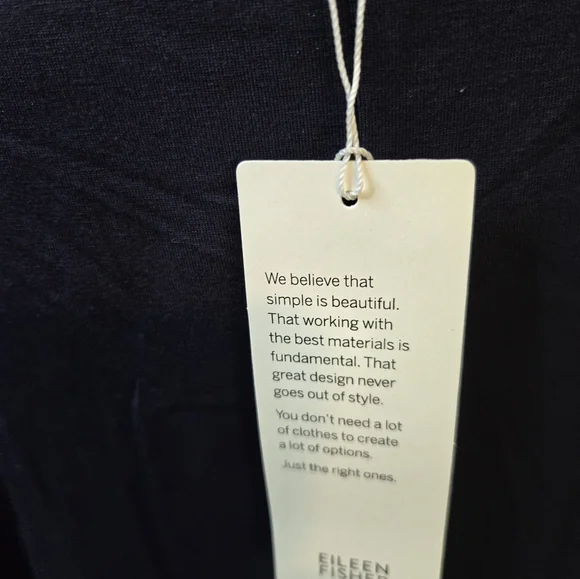 We believe that
simple is beautiful.
That working with
the best materials is
fundamental. That
great design never
goes out of style.
You don't need a lot
of clothes to create
a lot of options.
Just the right ones.
EILEEN
FISHER